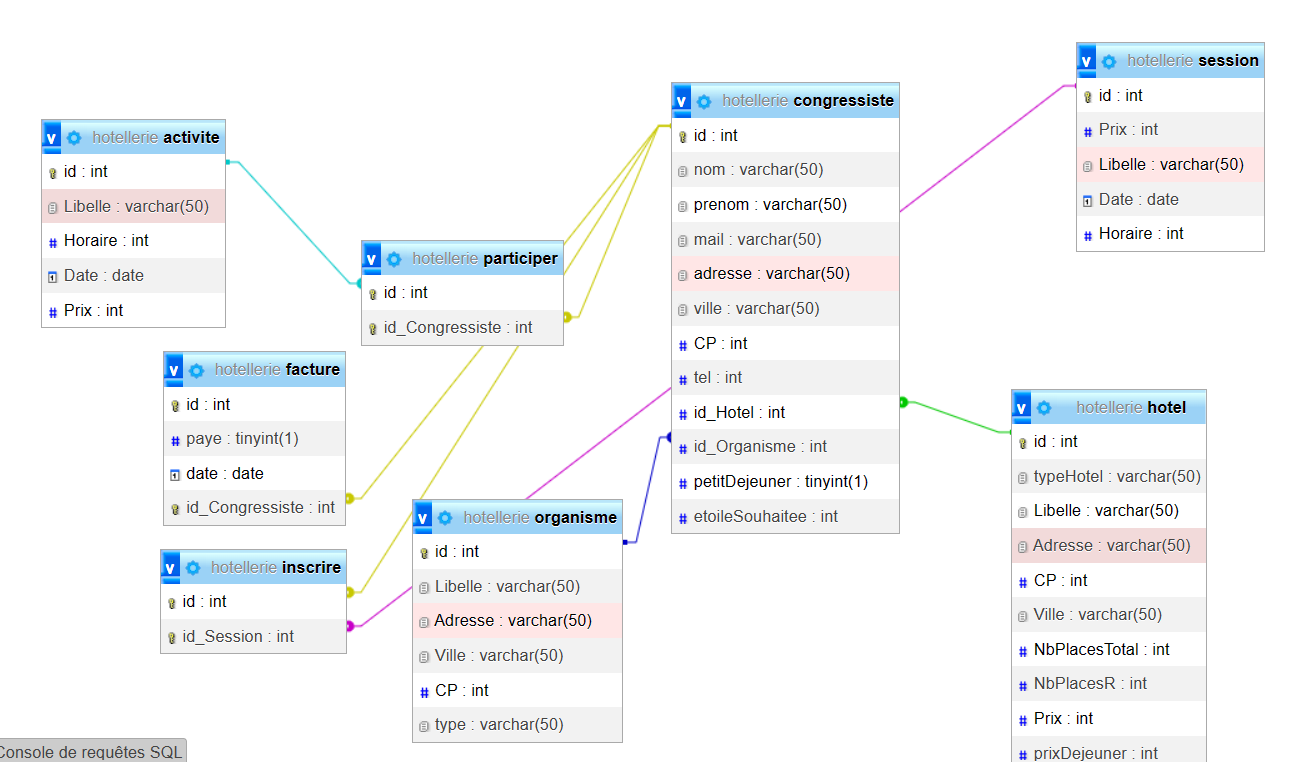 hotellerie activite
id : int
Libelle : varchar(50)
Horaire : int
Date : date
Prix : int
hotellerie participer
id : int
id_Congressiste : int
hotellerie facture
id : int
paye : tinyint(1)
date : date
id_Congressiste : int
hotellerie inscrire
id : int
id_Session : int
hotellerie organisme
id : int
Libelle : varchar(50)
Adresse : varchar(50)
Ville : varchar(50)
CP : int
type : varchar(50)
hotellerie congressiste
id : int
nom : varchar(50)
prenom : varchar(50)
mail : varchar(50)
adresse : varchar(50)
ville : varchar(50)
CP : int
tel : int
id_Hotel : int
id_Organisme : int
petitDejeuner : tinyint(1)
etoileSouhaitee : int
hotellerie session
id : int
Prix : int
Libelle : varchar(50)
Date : date
Horaire : int
hotellerie hotel
id : int
typeHotel : varchar(50)
Libelle : varchar(50)
Adresse : varchar(50)
CP : int
Ville : varchar(50)
NbPlacesTotal : int
NbPlacesR : int
Prix : int
prixDejeuner : int
Console de requêtes SQL